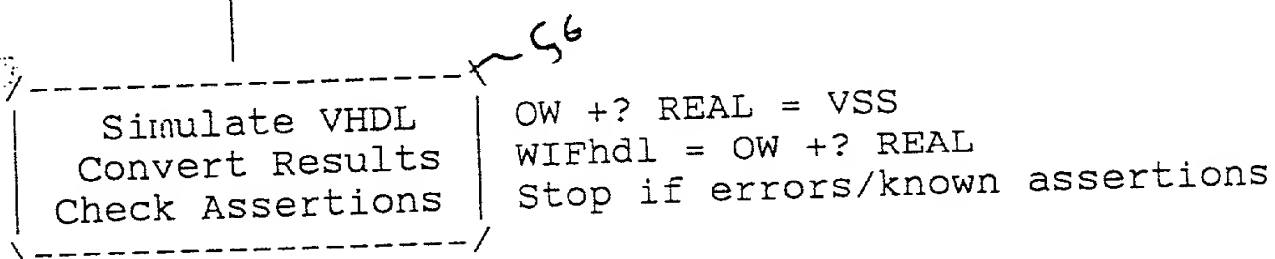 56
Simulate VHDL
Convert Results
Check Assertions
OW +? REAL = VSS
WIFhdl = OW +? REAL
Stop if errors/known assertions